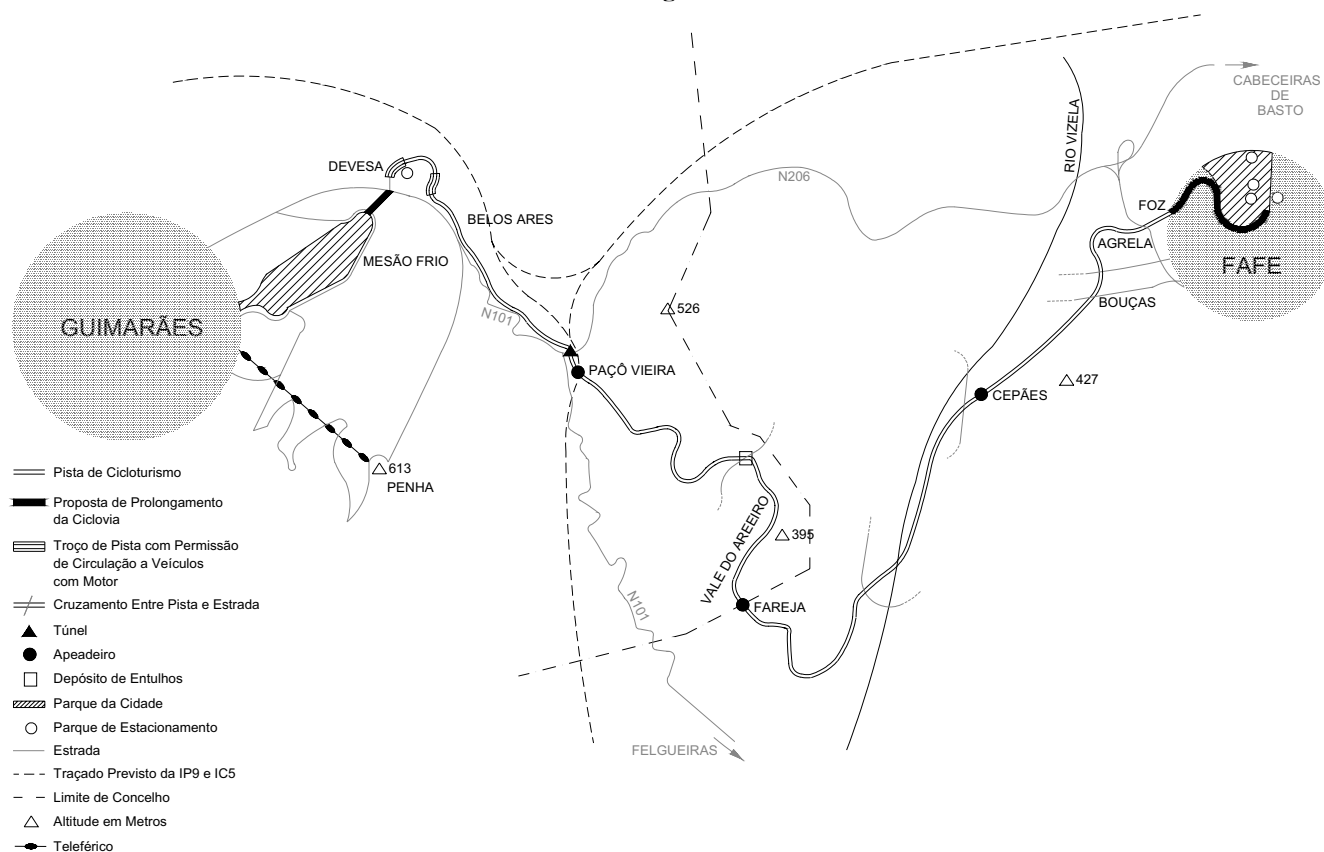 CABECEIRAS
DE
BASTO
RIO VIZELA
DEVESA
N206
BELOS ARES
FOZ
AGRELA
MESÃO FRIO
FAFE
BOUÇAS
526
N101
GUIMARÃES
PAÇÔ VIEIRA
427
CEPÃES
613
PENHA
395
VALE DO AREEIRO
N101
FAREJA
FELGUEIRAS
Pista de Cicloturismo
Proposta de Prolongamento
da Ciclovia
Troço de Pista com Permissão
de Circulação a Veículos
com Motor
Cruzamento Entre Pista e Estrada
Túnel
Apeadeiro
Depósito de Entulhos
Parque da Cidade
Parque de Estacionamento
Estrada
Traçado Previsto da IP9 e IC5
Limite de Concelho
Altitude em Metros
Teleférico